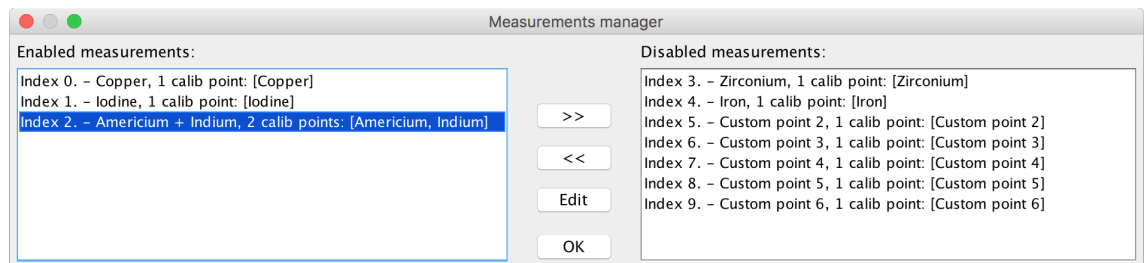 Measurements manager
Enabled measurements:
Index 0. – Copper, 1 calib point: [Copper]
Index 1. – Iodine, 1 calib point: [Iodine]
Index 2. – Americium + Indium, 2 calib points: [Americium, Indium]
>>
<<
Edit
OK
Disabled measurements:
Index 3. – Zirconium, 1 calib point: [Zirconium]
Index 4. – Iron, 1 calib point: [Iron]
Index 5. – Custom point 2, 1 calib point: [Custom point 2]
Index 6. – Custom point 3, 1 calib point: [Custom point 3]
Index 7. – Custom point 4, 1 calib point: [Custom point 4]
Index 8. – Custom point 5, 1 calib point: [Custom point 5]
Index 9. – Custom point 6, 1 calib point: [Custom point 6]